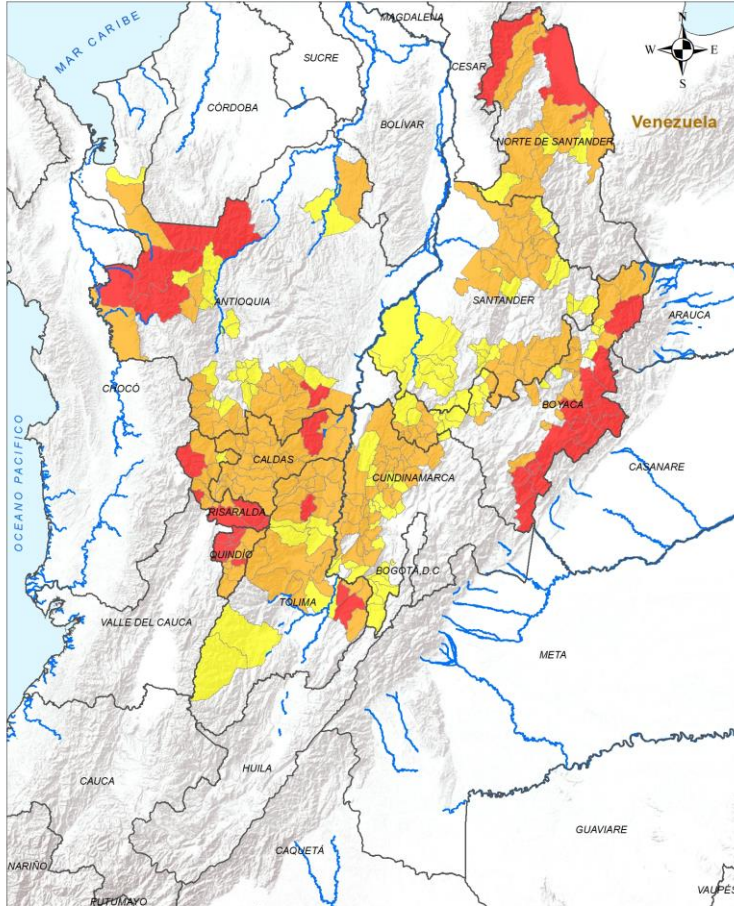 MAGDALENA
MAR CARIBE
SUCRE
CESAR
N
W E
S
CÓRDOBA
BOLÍVAR
Venezuela
NORTE DE SANTANDER
ANTIOQUIA
SANTANDER
ARAUCA
CHOCÓ
BOYACA
OCEANO PACIFICO
CALDAS
CUNDINAMARCA
CASANARE
RISARALDA
QUINDÍO
BOGOTÁ, D.C
TOLIMA
VALLE DEL CAUCA
META
HUILA
CAUCA
GUAVIARE
CAQUETÁ
NARIÑO
PUTUMAYO
VAUPÉS